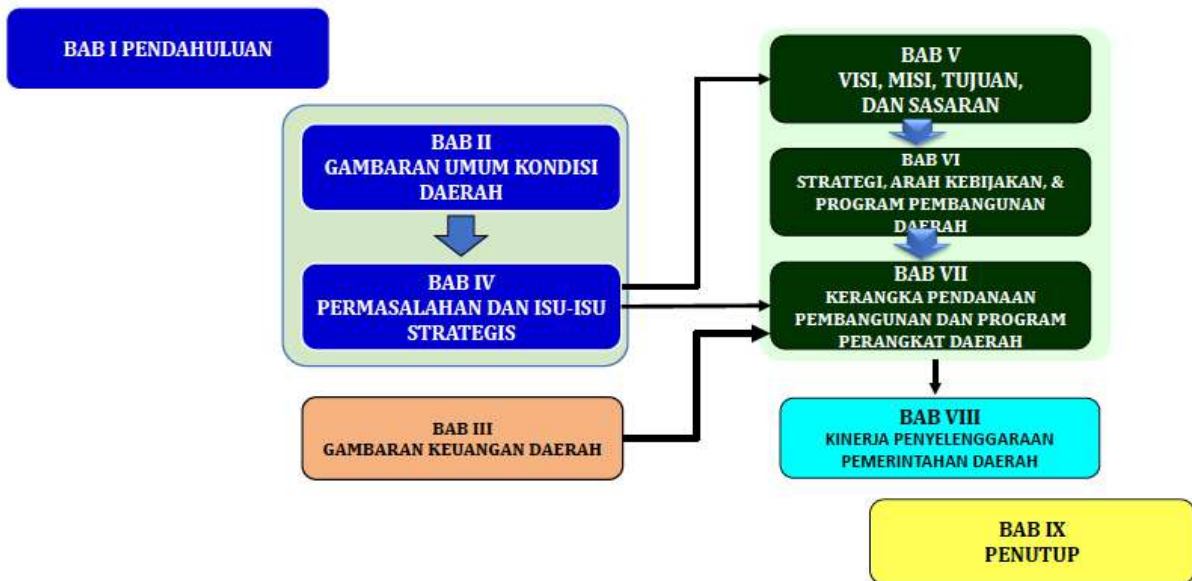 BAB I PENDAHULUAN
BAB II
GAMBARAN UMUM KONDISI
DAERAH
BAB IV
PERMASALAHAN DAN ISU-ISU
STRATEGIS
BAB III
GAMBARAN KEUANGAN DAERAH
BAB V
VISI, MISI, TUJUAN,
DAN SASARAN
BAB VI
STRATEGI, ARAH KEBIJAKAN, &
PROGRAM PEMBANGUNAN
DAERAH
BAB VII
KERANGKA PENDANAAN
PEMBANGUNAN DAN PROGRAM
PERANGKAT DAERAH
BAB VIII
KINERJA PENYELENGGARAAN
PEMERINTAHAN DAERAH
BAB IX
PENUTUP